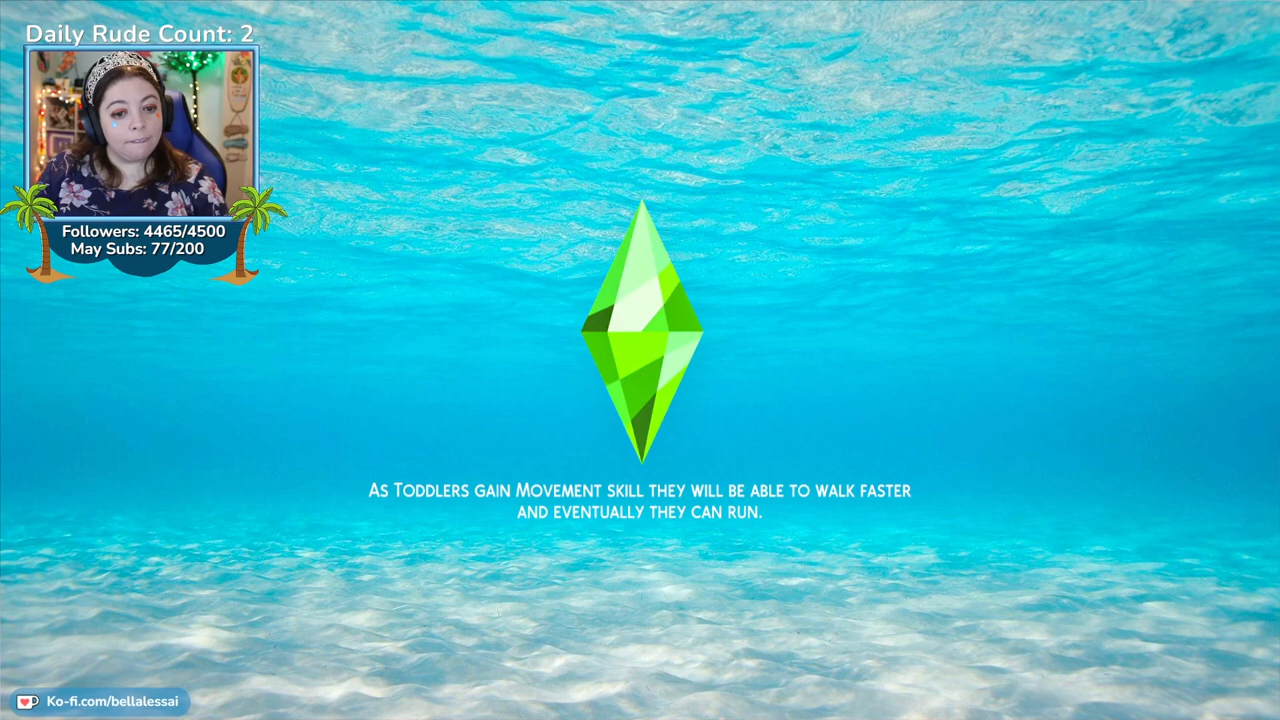 Daily Rude Count: 2
Followers: 4465/4500
May Subs: 77/200
As Toddlers gain Movement skill they will be able to walk faster
and eventually they can run.
Ko-fi.com/bellalessai